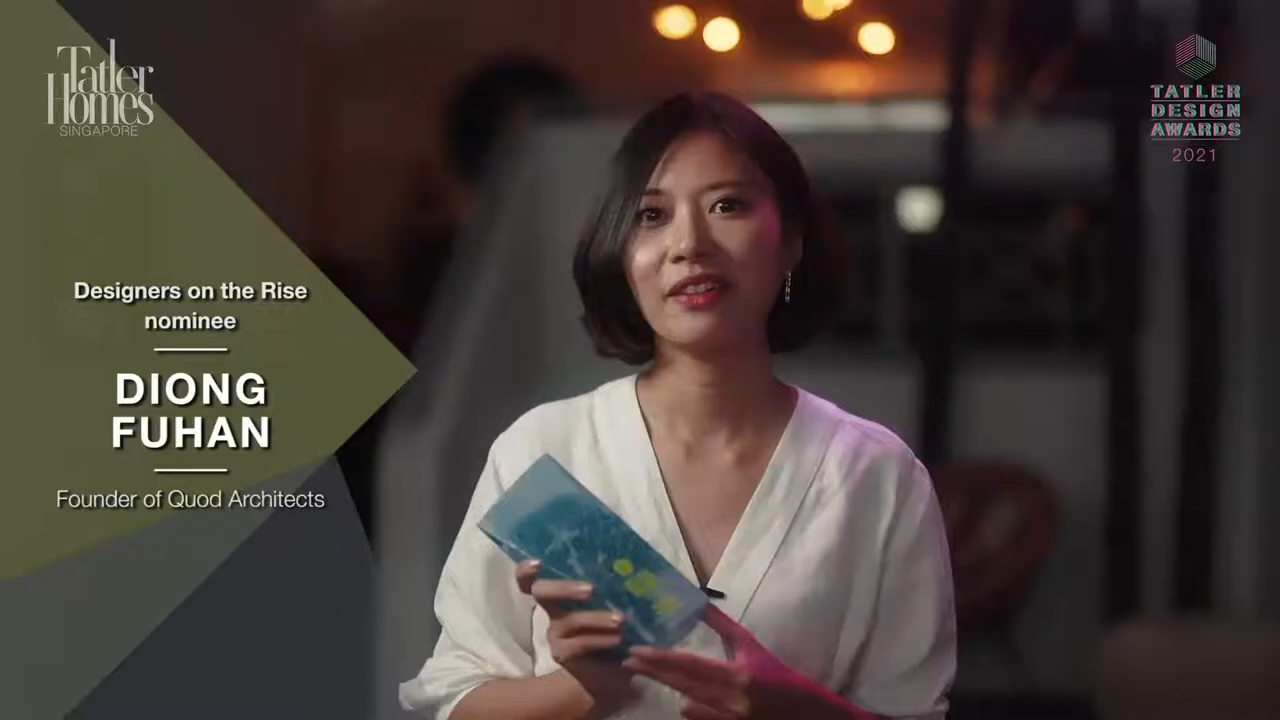 Tatler
Homes
SINGAPORE
TATLER
DESIGN
AWARDS
2021
Designers on the Rise
nominee
DIONG
FUHAN
Founder of Quod Architects